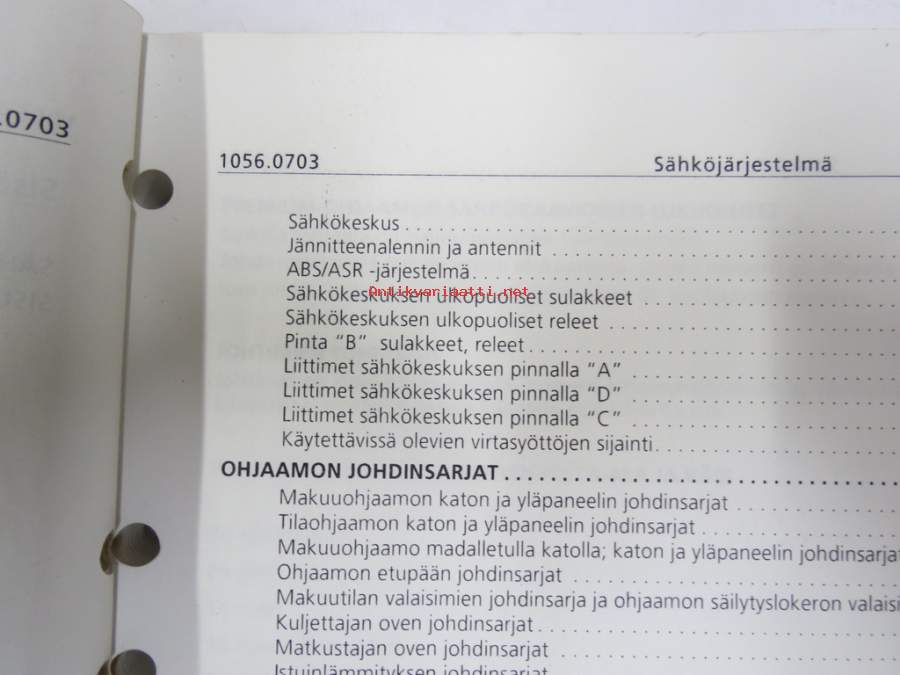 .0703
1056.0703 Sähköjärjestelmä
Sähkökeskus
Jännitteenalennin ja antennit
ABS/ASR -järjestelmä
Antikvariaatti.net
Sähkökeskuksen ulkopuoliset sulakkeet
Sähkökeskuksen ulkopuoliset releet
Pinta "B" sulakkeet, releet
Liittimet sähkökeskuksen pinnalla "A"
Liittimet sähkökeskuksen pinnalla "D"
Liittimet sähkökeskuksen pinnalla "C"
Käytettävissä olevien virtasyöttöjen sijainti
OHJAAMON JOHDINSARJAT
Makuuohjaamon katon ja yläpaneelin johdinsarjat
Tilaohjaamon katon ja yläpaneelin johdinsarjat
Makuuohjaamo madalletulla katolla; katon ja yläpaneelin johdinsarjat
Ohjaamon etupään johdinsarjat
Makuutilan valaisimien johdinsarja ja ohjaamon säilytyslokeron valais
Kuljettajan oven johdinsarjat
Matkustajan oven johdinsarjat
Istuinlämmityksen johdinsarjat